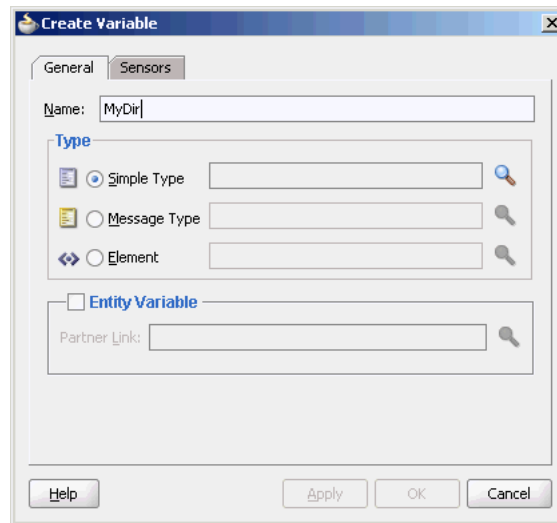 Create Variable
General Sensors
Name: MyDir
Type
Simple Type
Message Type
Element
Entity Variable
Partner Link:
Help Apply OK Cancel